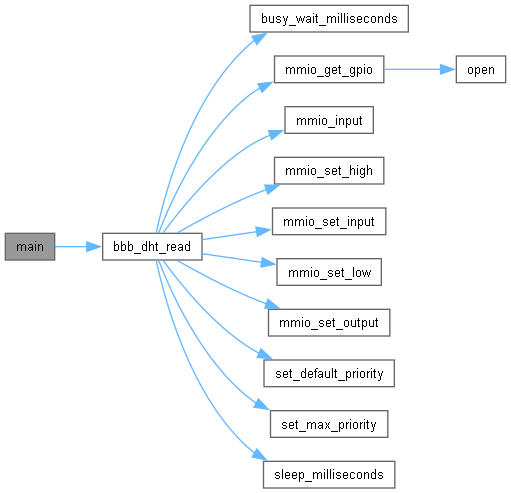 busy_wait_milliseconds
mmio_get_gpio
open
mmio_input
mmio_set_high
main
bbb_dht_read
mmio_set_input
mmio_set_low
mmio_set_output
set_default_priority
set_max_priority
sleep_milliseconds